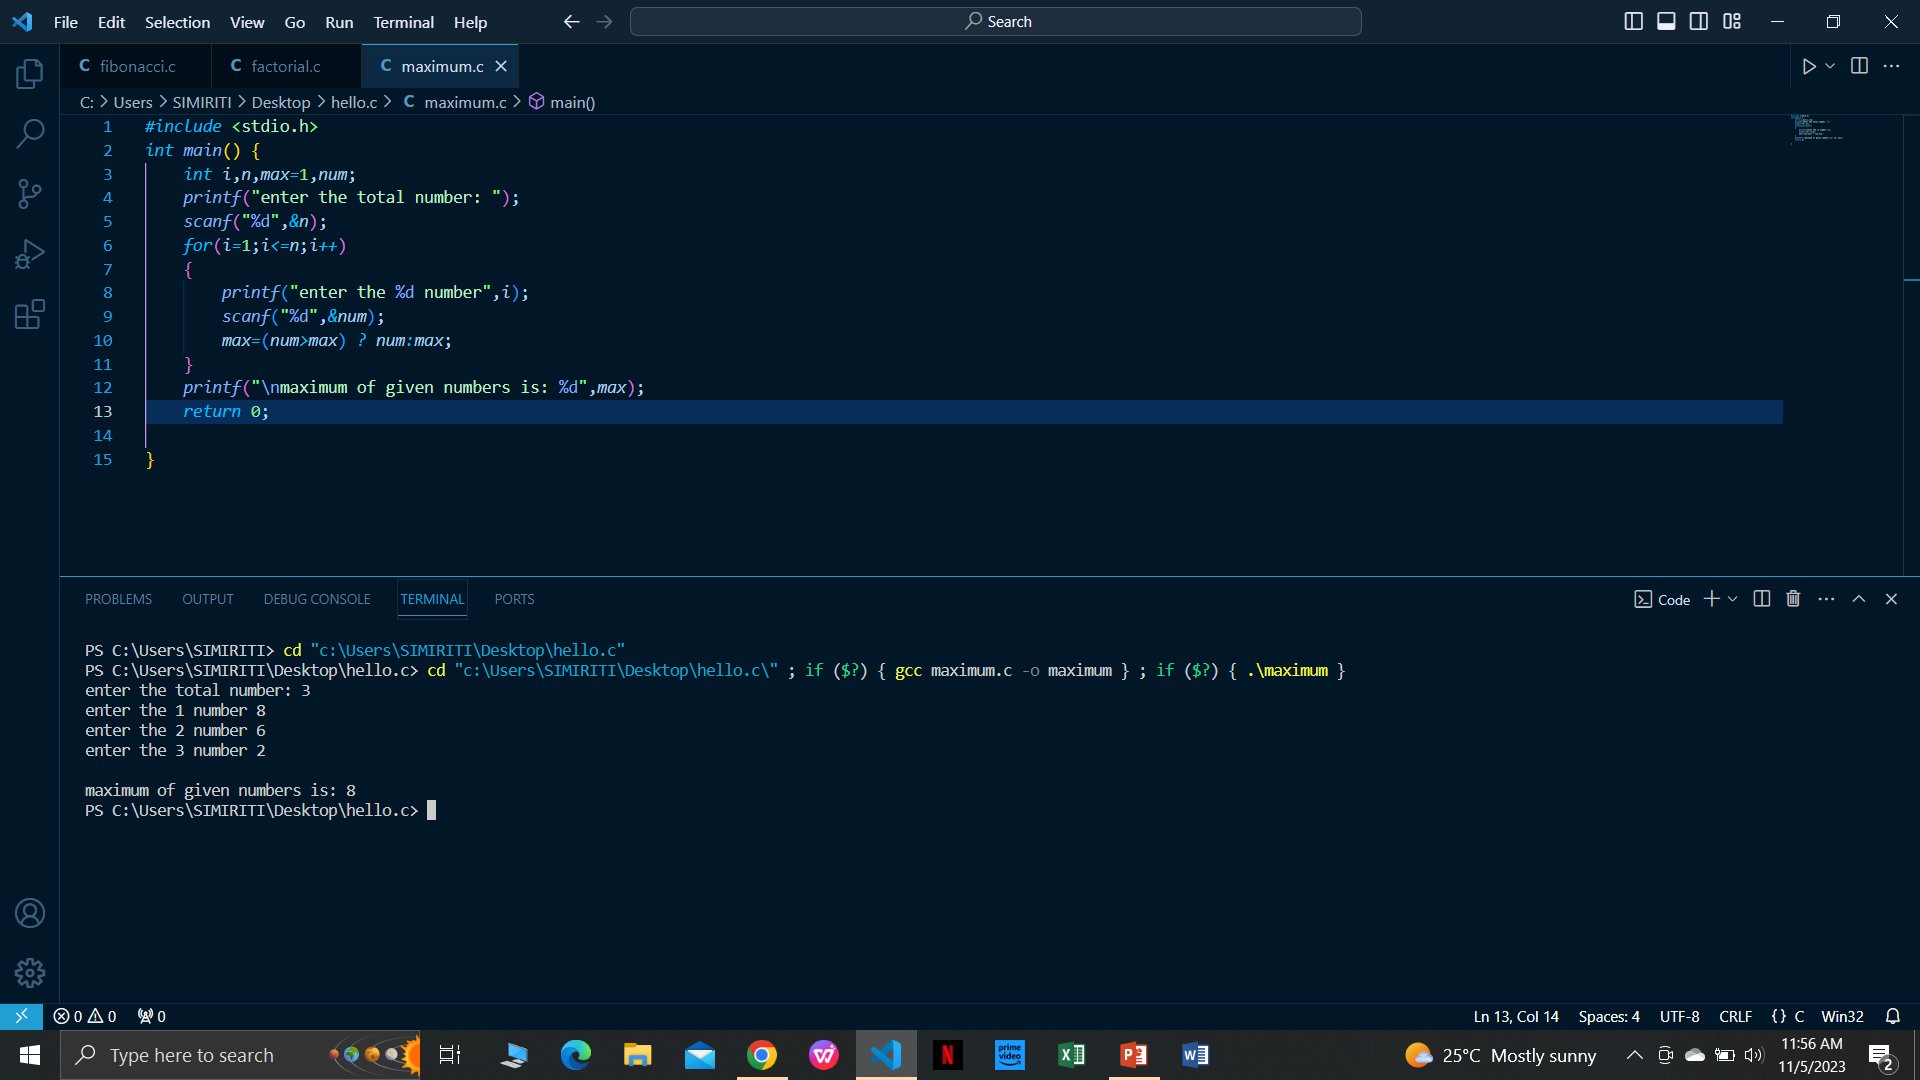 File Edit Selection View Go Run Terminal Help
Search
C fibonacci.c C factorial.c C maximum.c
C: > Users > SIMIRITI > Desktop > hello.c > C maximum.c > main()
1 #include <stdio.h>
2 int main() {
3 int i,n,max=1,num;
4 printf("enter the total number: ");
5 scanf("%d",&n);
6 for(i=1;i<=n;i++)
7 {
8 printf("enter the %d number",i);
9 scanf("%d",&num);
10 max=(num>max) ? num:max;
11 }
12 printf("\nmaximum of given numbers is: %d",max);
13 return 0;
14
15 }
PROBLEMS OUTPUT DEBUG CONSOLE TERMINAL PORTS
Code
PS C:\Users\SIMIRITI> cd "c:\Users\SIMIRITI\Desktop\hello.c"
PS C:\Users\SIMIRITI\Desktop\hello.c> cd "c:\Users\SIMIRITI\Desktop\hello.c\" ; if ($?) { gcc maximum.c -o maximum } ; if ($?) { .\maximum }
enter the total number: 3
enter the 1 number 8
enter the 2 number 6
enter the 3 number 2
maximum of given numbers is: 8
PS C:\Users\SIMIRITI\Desktop\hello.c>
0 0 0
Ln 13, Col 14 Spaces: 4 UTF-8 CRLF {} C Win32
Type here to search
prime video
25°C Mostly sunny
11:56 AM
11/5/2023
2